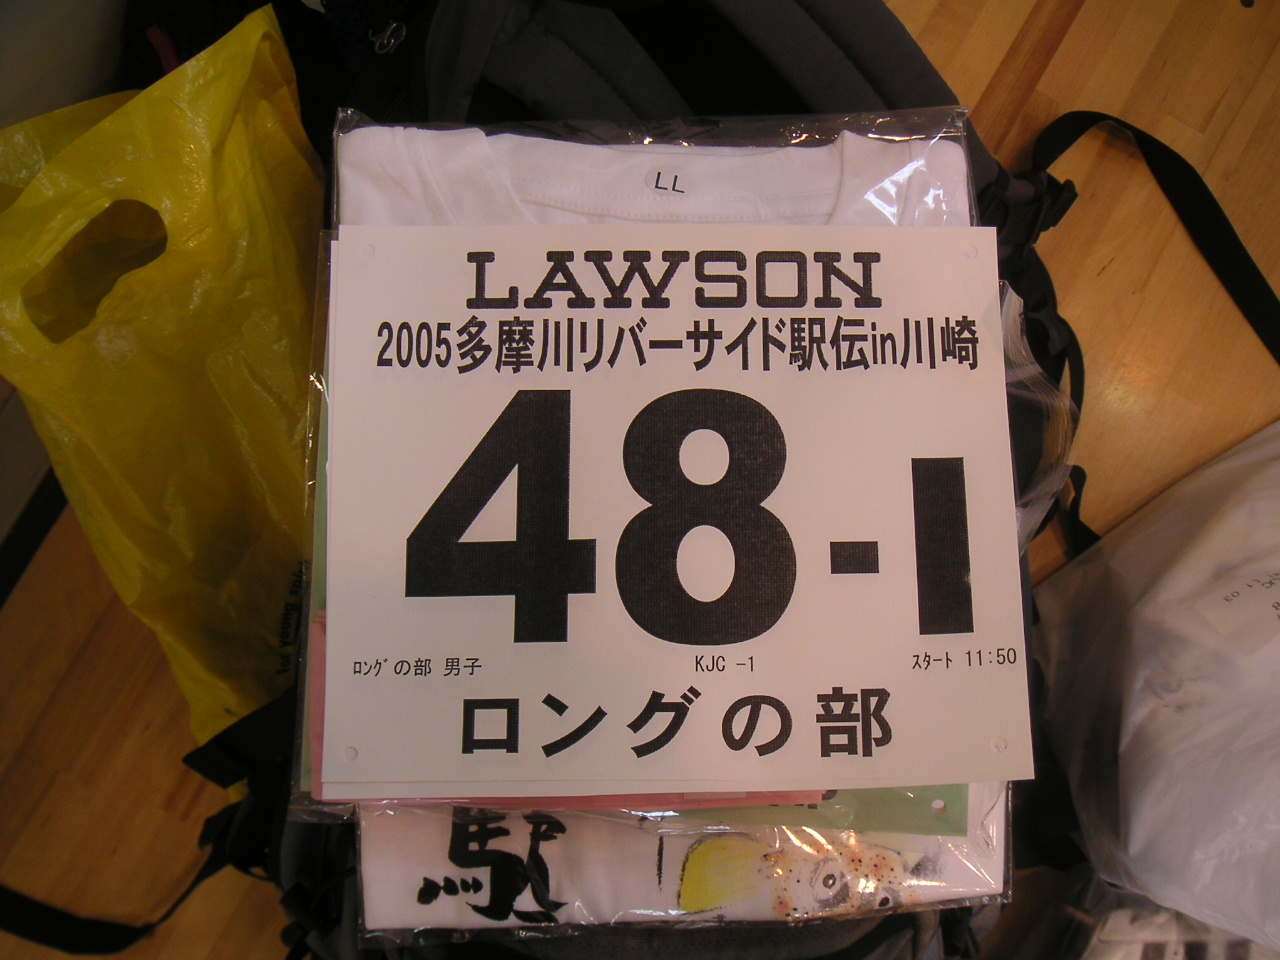 LL
LAWSON
2005多摩川リバーサイド駅伝in川崎
48-1
ロングの部 男子 KJC -1 スタート 11:50
ロングの部
駅